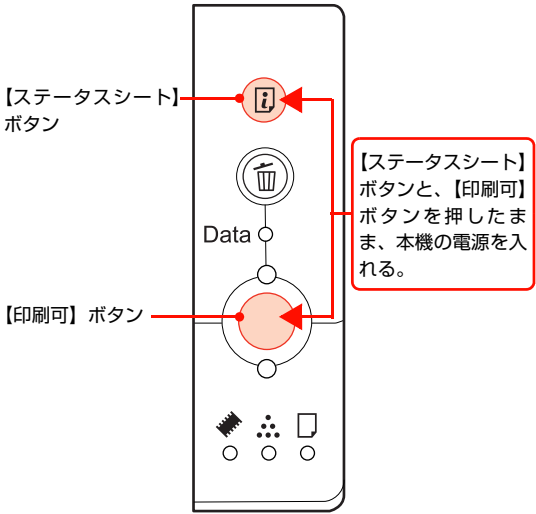 【ステータスシート】
ボタン
i
Data
【印刷可】ボタン
【ステータスシート】
ボタンと、【印刷可】
ボタンを押したま
ま、本機の電源を入
れる。